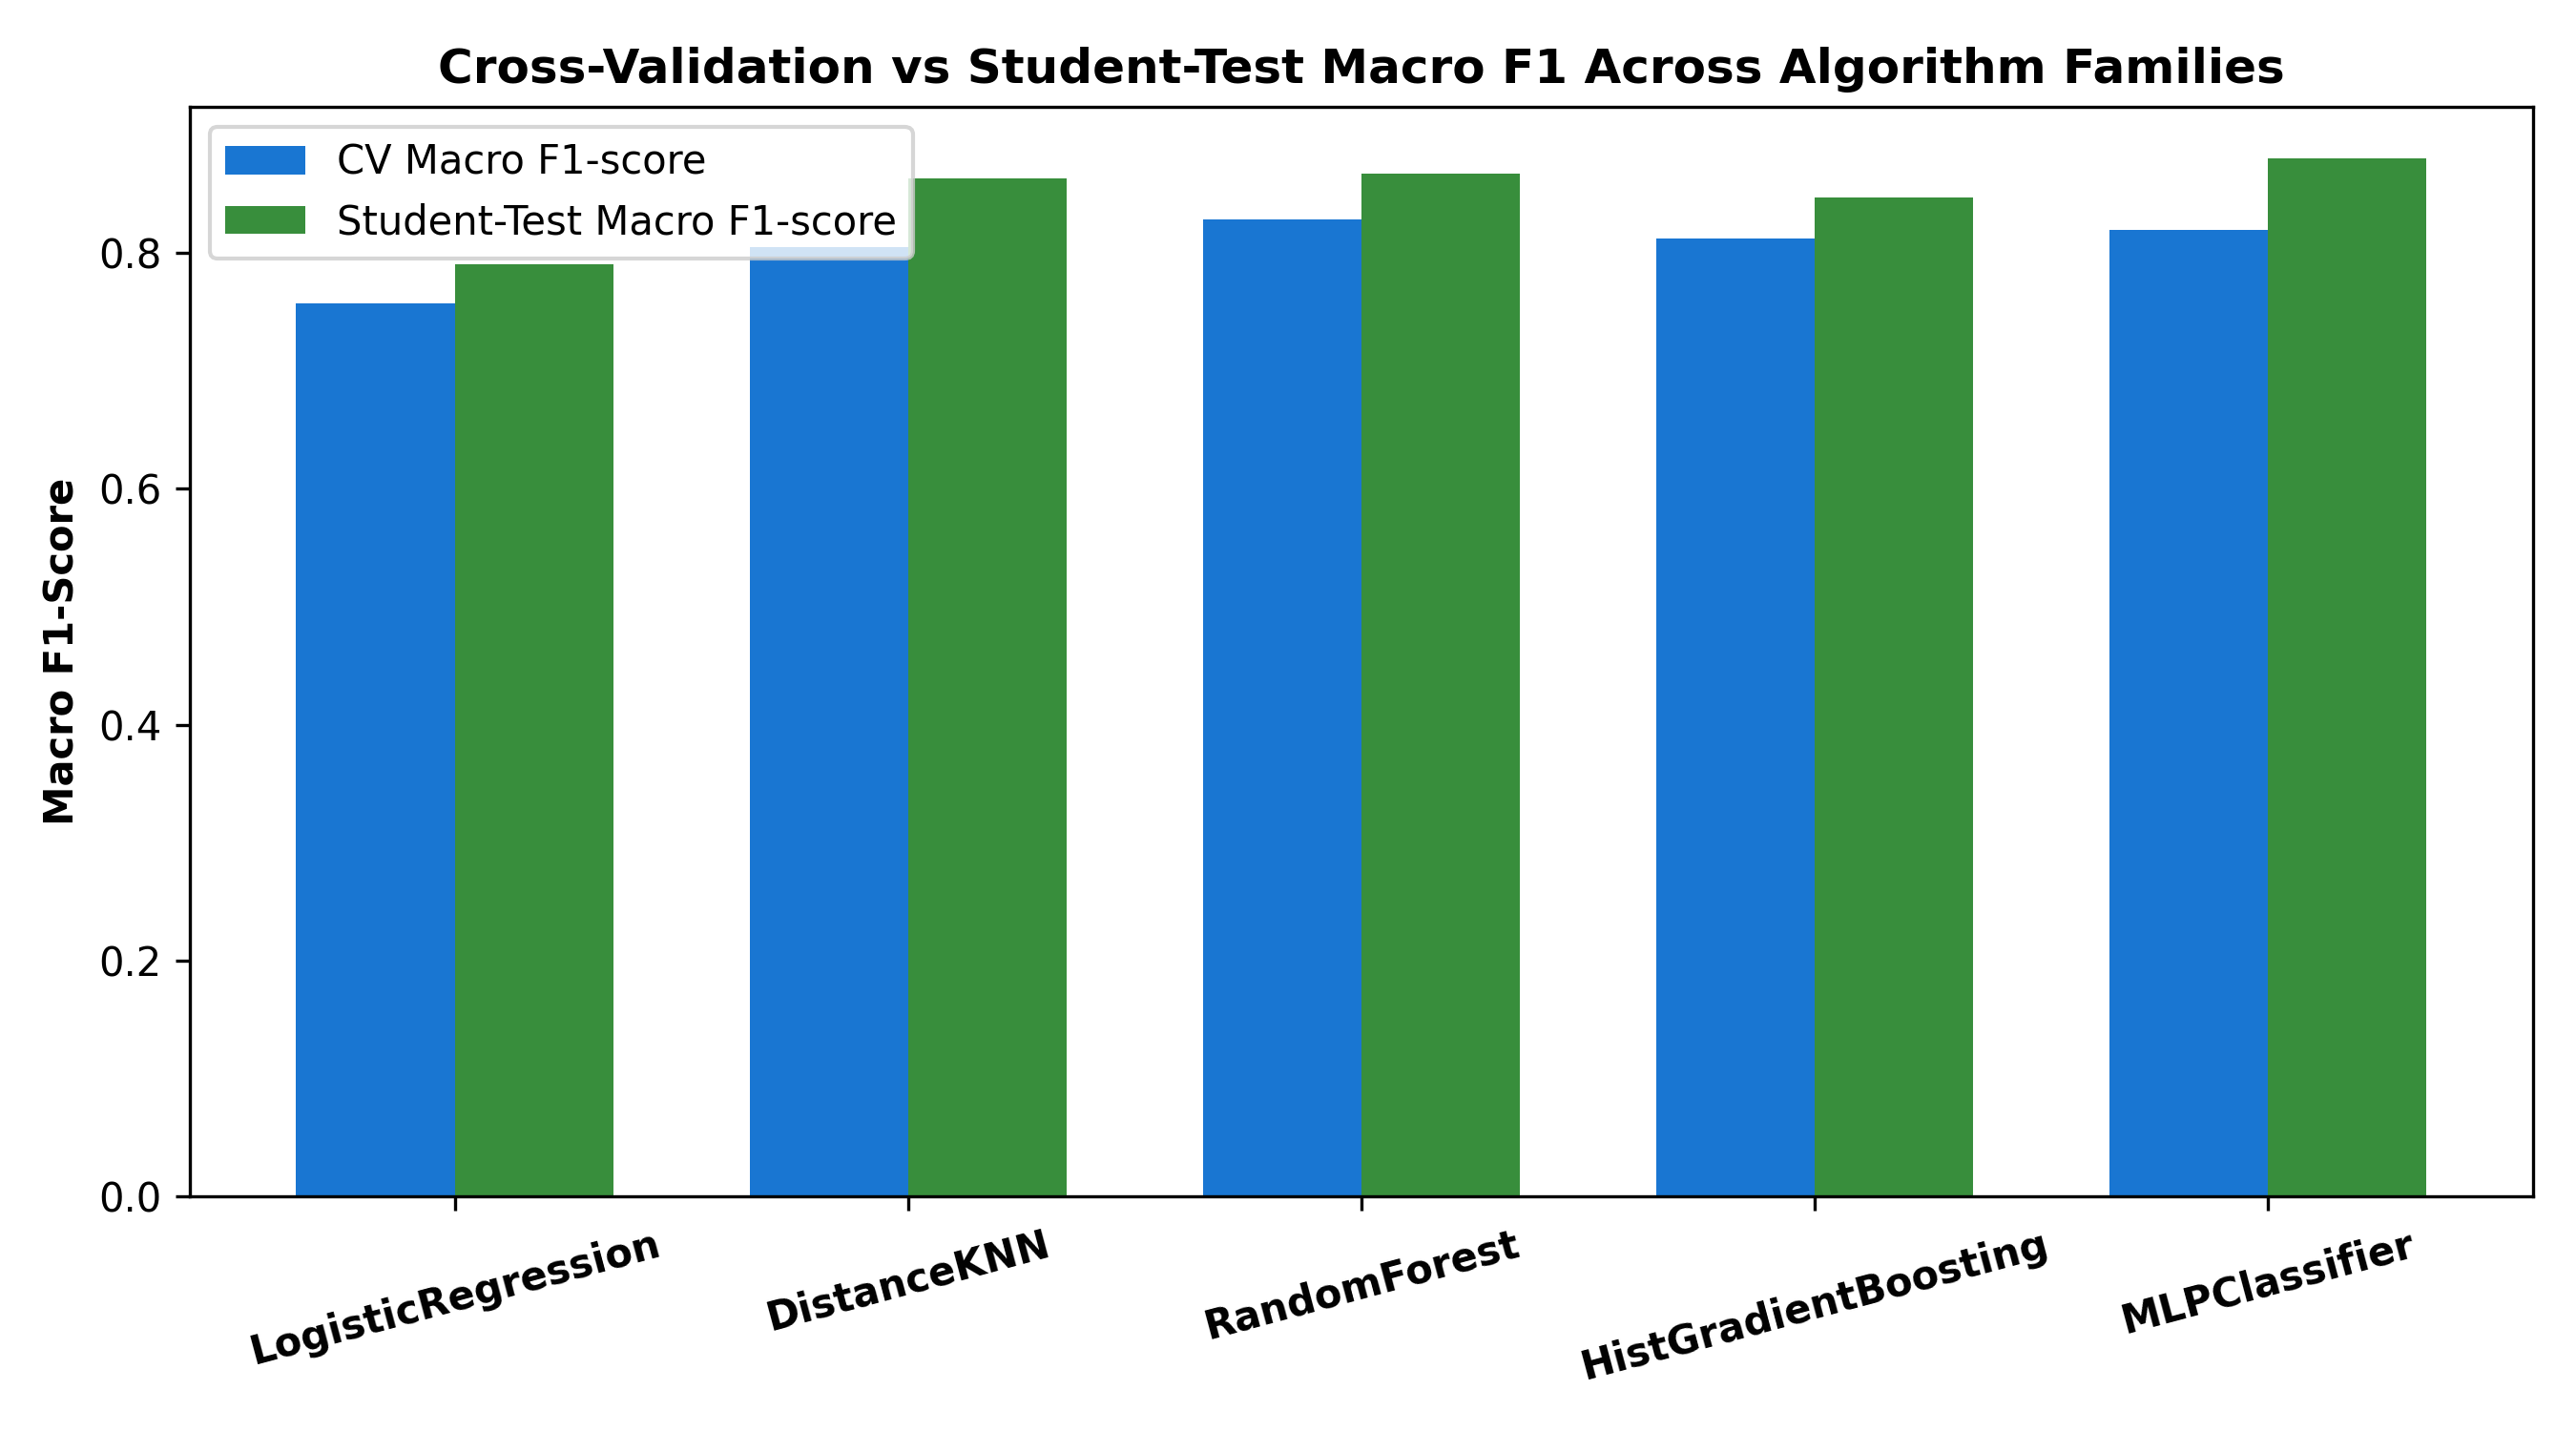 Cross-Validation vs Student-Test Macro F1 Across Algorithm Families
CV Macro F1-score
Student-Test Macro F1-score
Macro F1-Score
0.8
0.6
0.4
0.2
0.0
LogisticRegression
DistanceKNN
RandomForest
HistGradientBoosting
MLPClassifier